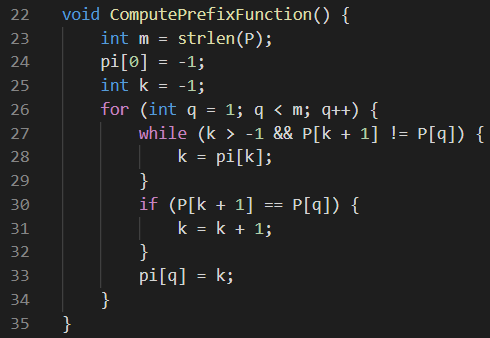 22 void ComputePrefixFunction() {
23     int m = strlen(P);
24     pi[0] = -1;
25     int k = -1;
26     for (int q = 1; q < m; q++) {
27         while (k > -1 && P[k + 1] != P[q]) {
28             k = pi[k];
29         }
30         if (P[k + 1] == P[q]) {
31             k = k + 1;
32         }
33         pi[q] = k;
34     }
35 }